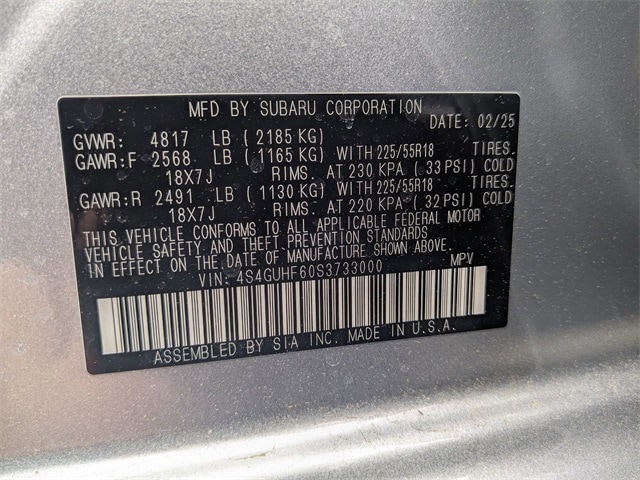 MFD BY SUBARU CORPORATION
DATE: 02/25
GVWR: 4817 LB (2185 KG)
GAWR:F 2568 LB (1165 KG) WITH 225/55R18 TIRES.
18X7J RIMS. AT 230 KPA (33 PSI) COLD
GAWR:R 2491 LB (1130 KG) WITH 225/55R18 TIRES.
18X7J RIMS. AT 220 KPA (32 PSI) COLD
THIS VEHICLE CONFORMS TO ALL APPLICABLE FEDERAL MOTOR
VEHICLE SAFETY AND THEFT PREVENTION STANDARDS
IN EFFECT ON THE DATE OF MANUFACTURE SHOWN ABOVE.
VIN: 4S4GUHF60S3733000 MPV
ASSEMBLED BY SIA INC. MADE IN U.S.A.